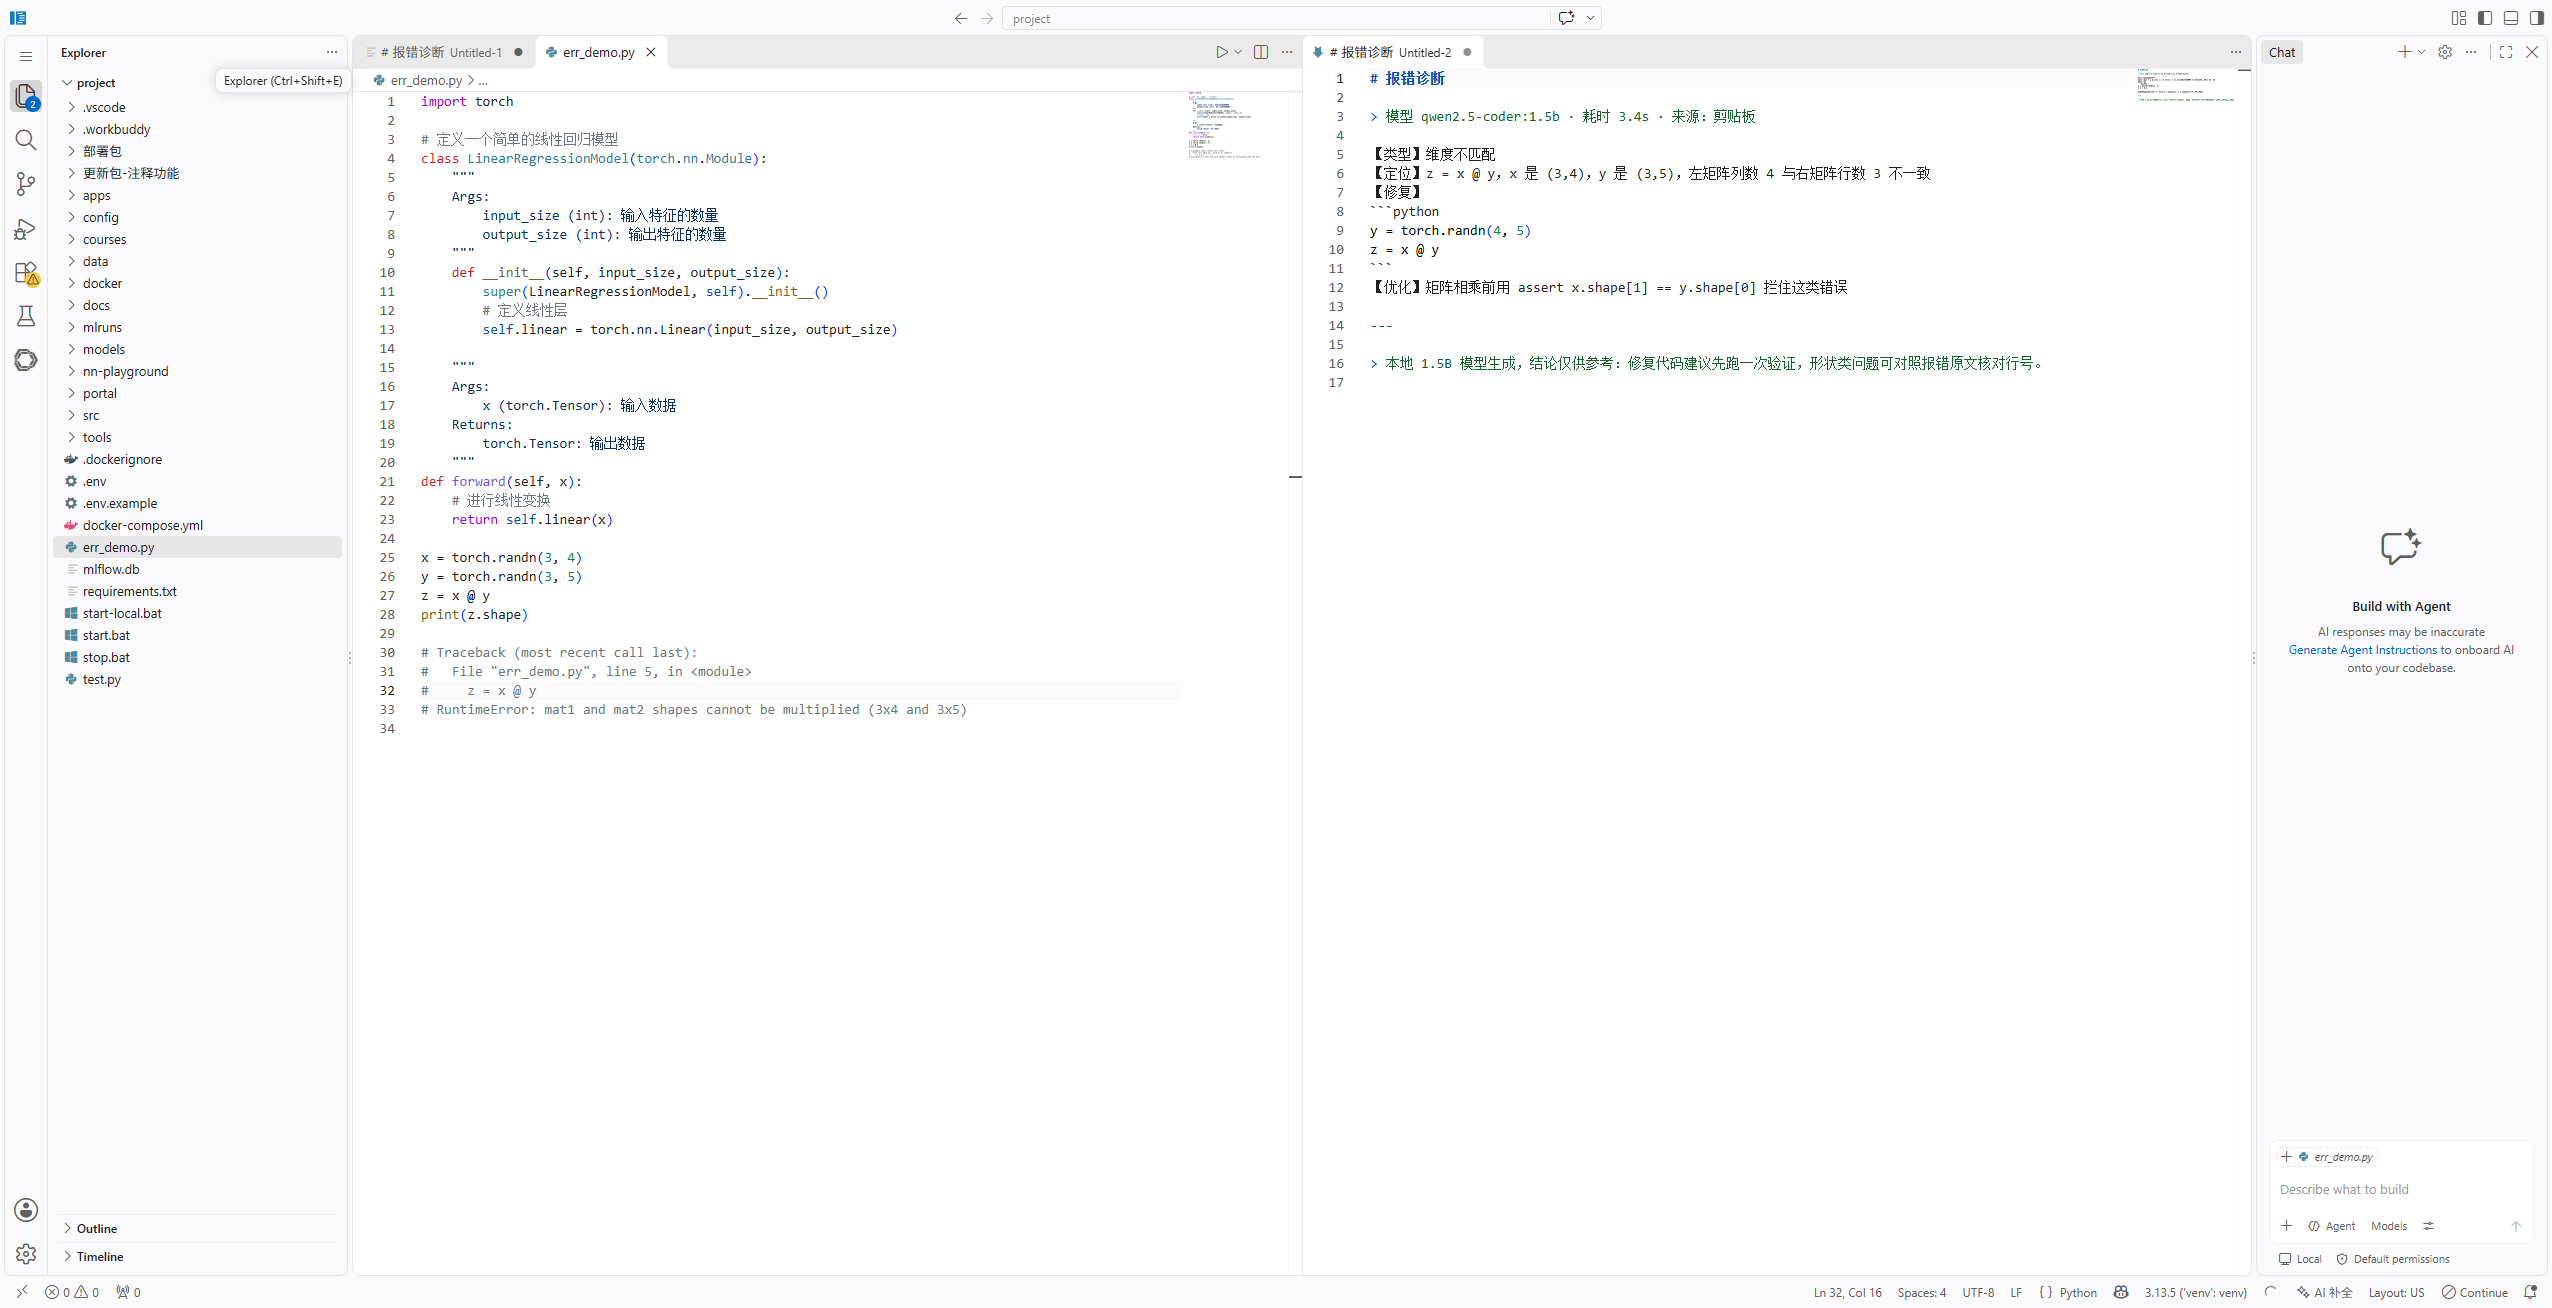 project
Explorer
Explorer (Ctrl+Shift+E)
project
.vscode
.workbuddy
部署包
更新包-注释功能
apps
config
courses
data
docker
docs
mlruns
models
nn-playground
portal
src
tools
.dockerignore
.env
.env.example
docker-compose.yml
err_demo.py
mlflow.db
requirements.txt
start-local.bat
start.bat
stop.bat
test.py
Outline
Timeline
2
# 报错诊断 Untitled-1
err_demo.py
err_demo.py > ...
1 import torch
2
3 # 定义一个简单的线性回归模型
4 class LinearRegressionModel(torch.nn.Module):
5     """
6     Args:
7         input_size (int): 输入特征的数量
8         output_size (int): 输出特征的数量
9     """
10     def __init__(self, input_size, output_size):
11         super(LinearRegressionModel, self).__init__()
12         # 定义线性层
13         self.linear = torch.nn.Linear(input_size, output_size)
14
15     """
16     Args:
17         x (torch.Tensor): 输入数据
18     Returns:
19         torch.Tensor: 输出数据
20     """
21 def forward(self, x):
22     # 进行线性变换
23     return self.linear(x)
24
25 x = torch.randn(3, 4)
26 y = torch.randn(3, 5)
27 z = x @ y
28 print(z.shape)
29
30 # Traceback (most recent call last):
31 #   File "err_demo.py", line 5, in <module>
32 #     z = x @ y
33 # RuntimeError: mat1 and mat2 shapes cannot be multiplied (3x4 and 3x5)
34
# 报错诊断 Untitled-2
1 # 报错诊断
2
3 > 模型 qwen2.5-coder:1.5b · 耗时 3.4s · 来源：剪贴板
4
5 【类型】维度不匹配
6 【定位】z = x @ y，x 是 (3,4)，y 是 (3,5)，左矩阵列数 4 与右矩阵行数 3 不一致
7 【修复】
8 ```python
9 y = torch.randn(4, 5)
10 z = x @ y
11 ```
12 【优化】矩阵相乘前用 assert x.shape[1] == y.shape[0] 拦住这类错误
13
14 ---
15
16 > 本地 1.5B 模型生成，结论仅供参考：修复代码建议先跑一次验证，形状类问题可对照报错原文核对行号。
17
Chat
Build with Agent
AI responses may be inaccurate
Generate Agent Instructions to onboard AI
onto your codebase.
err_demo.py
Describe what to build
Agent Models
Local Default permissions
0 0 0
Ln 32, Col 16 Spaces: 4 UTF-8 LF { } Python 3.13.5 ('venv': venv) AI 补全 Layout: US Continue